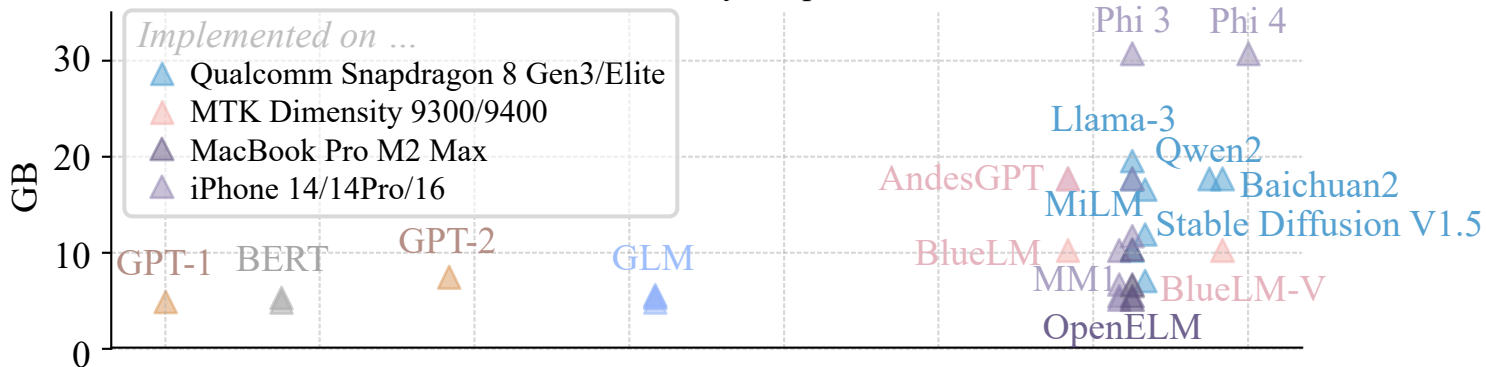 Phi 3 Phi 4
Implemented on ...
Qualcomm Snapdragon 8 Gen3/Elite
MTK Dimensity 9300/9400
MacBook Pro M2 Max
iPhone 14/14Pro/16
GB
30
20
10
0
Llama-3
Qwen2
AndesGPT
Baichuan2
MiLM
Stable Diffusion V1.5
GPT-1
BERT
GPT-2
GLM
BlueLM
MM1
BlueLM-V
OpenELM